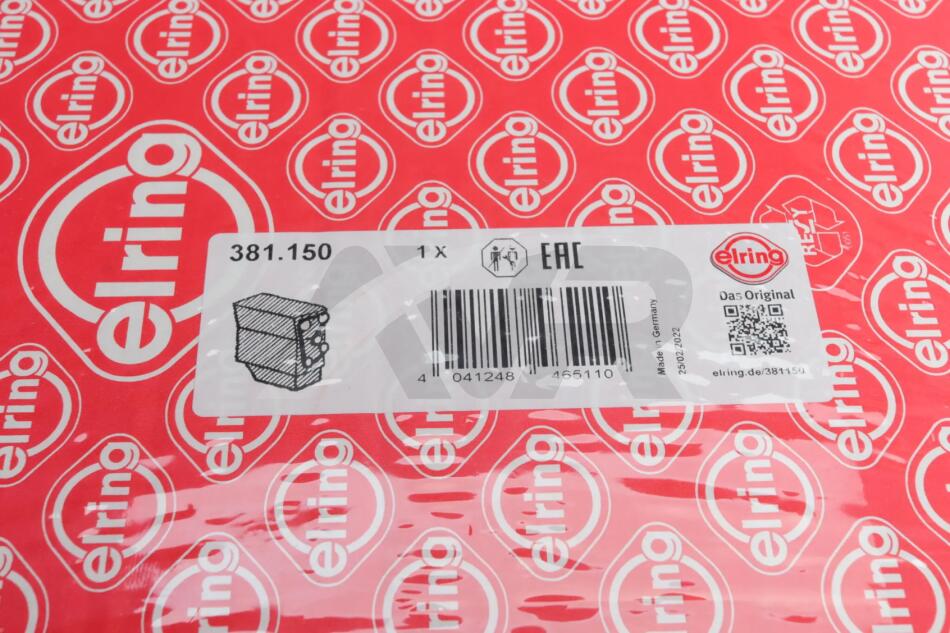 elring
381.150
1 X
EAC
elring
Das Original
4 041248 465110
Made in Germany
25/02/2022
elring.de/381150